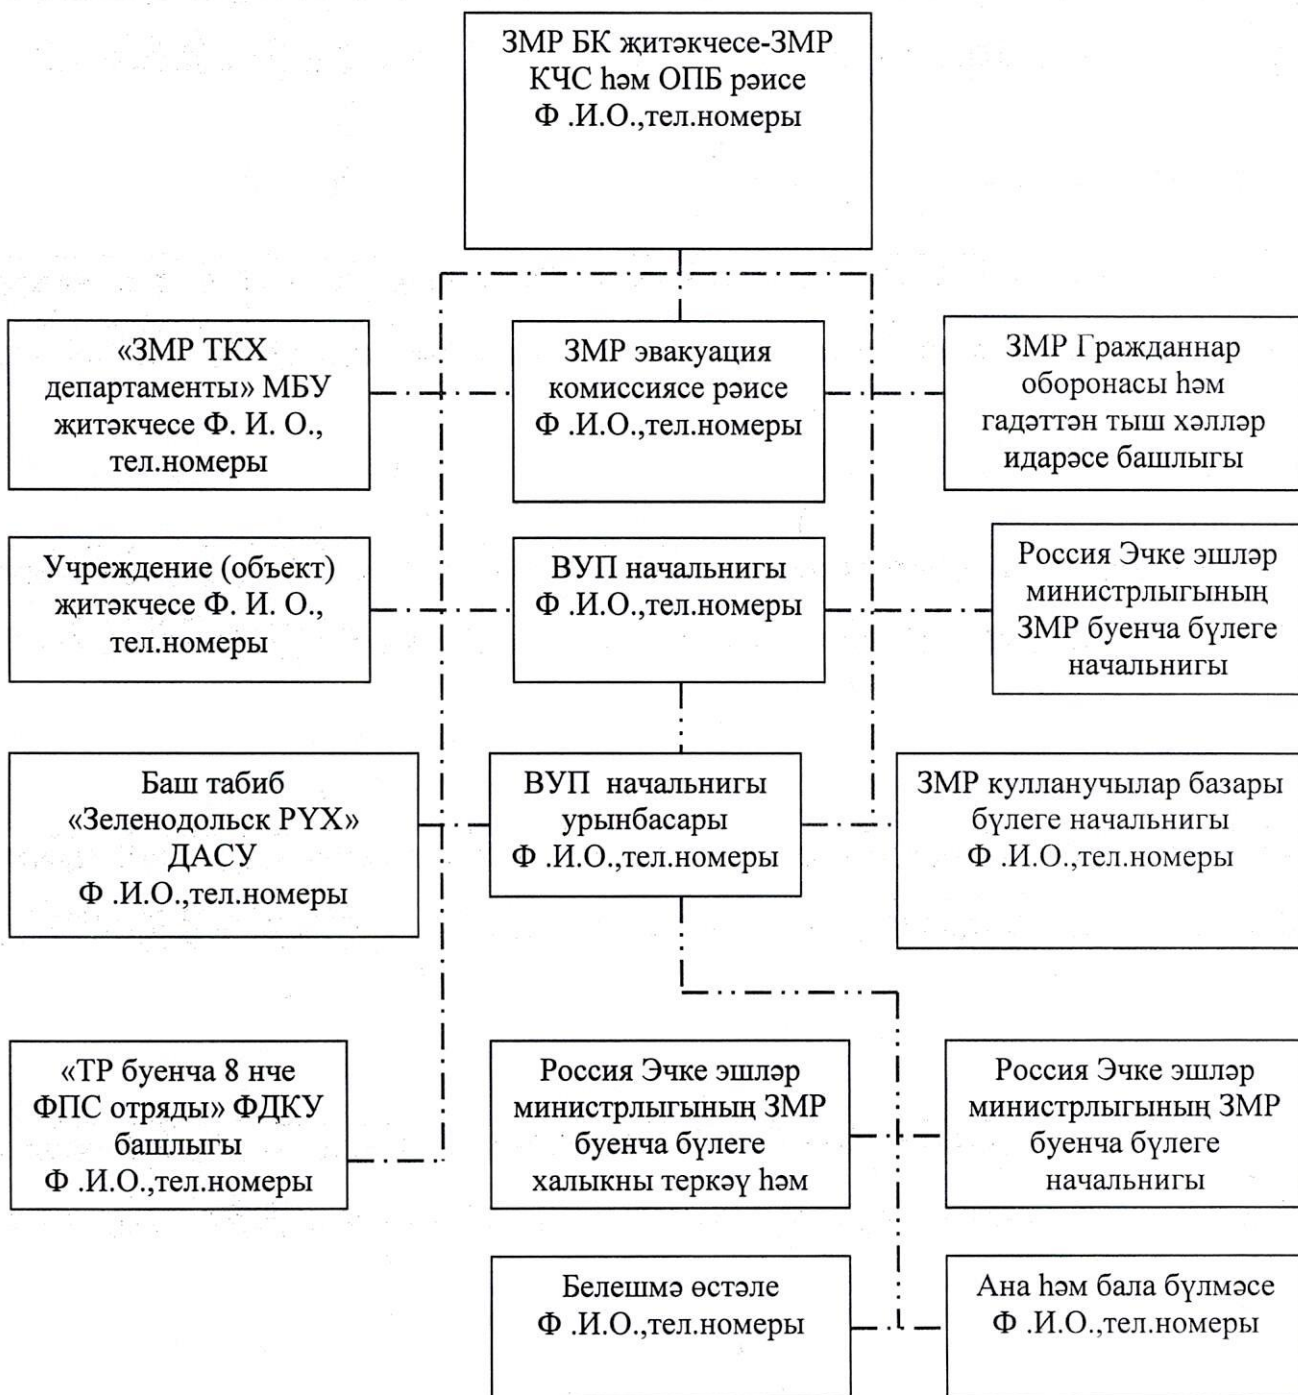 ЗМР БК җитәкчесе-ЗМР
КЧС һәм ОПБ рәисе
Ф .И.О.,тел.номеры
«ЗМР ТКХ
департаменты» МБУ
җитәкчесе Ф. И. О.,
тел.номеры
ЗМР эвакуация
комиссиясе рәисе
Ф .И.О.,тел.номеры
ЗМР Гражданнар
оборонасы һәм
гадәттән тыш хәлләр
идарәсе башлыгы
Учреждение (объект)
җитәкчесе Ф. И. О.,
тел.номеры
ВУП начальнигы
Ф .И.О.,тел.номеры
Россия Эчке эшләр
министрлыгының
ЗМР буенча бүлеге
начальнигы
Баш табиб
«Зеленодольск РҮХ»
ДАСУ
Ф .И.О.,тел.номеры
ВУП начальнигы
урынбасары
Ф .И.О.,тел.номеры
ЗМР кулланучылар базары
бүлеге начальнигы
Ф .И.О.,тел.номеры
«ТР буенча 8 нче
ФПС отряды» ФДКУ
башлыгы
Ф .И.О.,тел.номеры
Россия Эчке эшләр
министрлыгының ЗМР
буенча бүлеге
халыкны теркәү һәм
Россия Эчке эшләр
министрлыгының ЗМР
буенча бүлеге
начальнигы
Белешмә өстәле
Ф .И.О.,тел.номеры
Ана һәм бала бүлмәсе
Ф .И.О.,тел.номеры